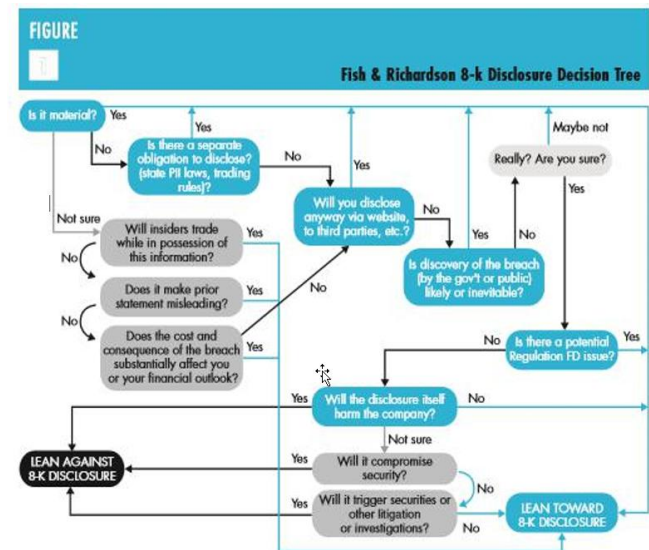 FIGURE
1
Fish & Richardson 8-k Disclosure Decision Tree
Is it material?
Yes
No
Not sure
Yes
Is there a separate
obligation to disclose?
(state PII laws, trading
rules)?
No
Yes
Will you disclose
anyway via website,
to third parties, etc.?
No
Yes
Is discovery of the breach
(by the gov't or public)
likely or inevitable?
No
Maybe not
Really? Are you sure?
Yes
Will insiders trade
while in possession of
this information?
Yes
No
Does it make prior
statement misleading?
Yes
No
Does the cost and
consequence of the breach
substantially affect you
or your financial outlook?
Yes
No
Is there a potential
Regulation FD issue?
Yes
No
Will the disclosure itself
harm the company?
Yes
No
Not sure
Will it compromise
security?
Yes
No
Will it trigger securities or
other litigation
or investigations?
Yes
No
LEAN AGAINST
8-K DISCLOSURE
LEAN TOWARD
8-K DISCLOSURE